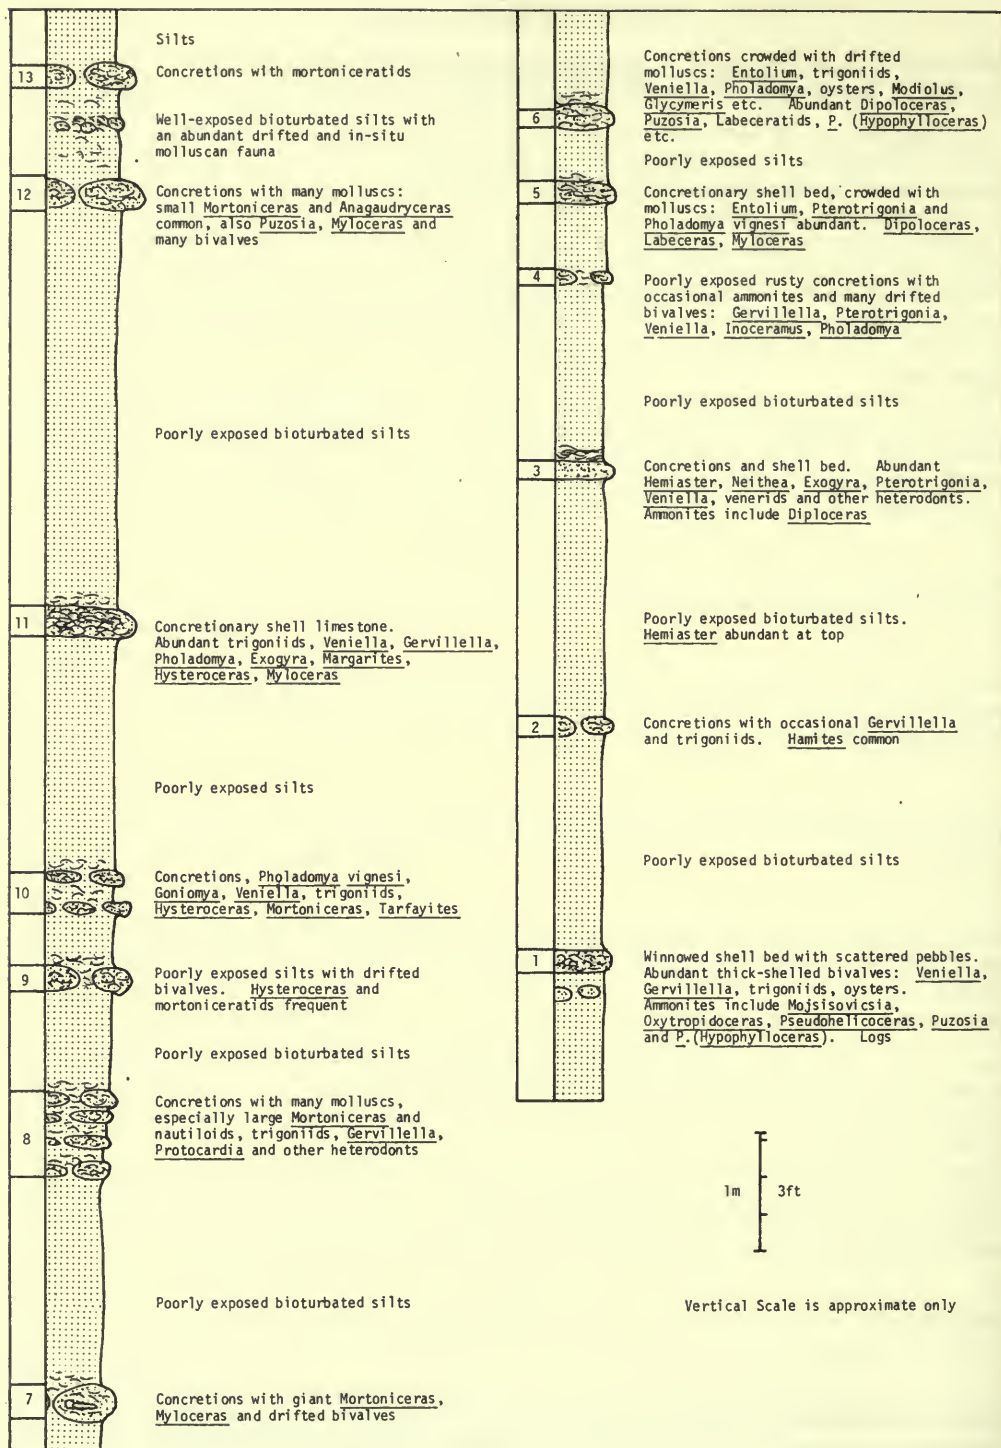 Silts
13
Concretions with mortoniceratids
Well-exposed bioturbated silts with
an abundant drifted and in-situ
molluscan fauna
12
Concretions with many molluscs:
small Mortoniceras and Anagaudryceras
common, also Puzosia, Myloceras and
many bivalves
Poorly exposed bioturbated silts
11
Concretionary shell limestone.
Abundant trigoniids, Veniella, Gervillella,
Pholadomya, Exogyra, Margarites,
Hysteroceras, Myloceras
Poorly exposed silts
10
Concretions, Pholadomya vignesi,
Goniomya, Veniella, trigoniids,
Hysteroceras, Mortoniceras, Tarfayites
9
Poorly exposed silts with drifted
bivalves. Hysteroceras and
mortoniceratids frequent
Poorly exposed bioturbated silts
8
Concretions with many molluscs,
especially large Mortoniceras and
nautiloids, trigoniids, Gervillella,
Protocardia and other heterodonts
Poorly exposed bioturbated silts
7
Concretions with giant Mortoniceras,
Myloceras and drifted bivalves
Concretions crowded with drifted
molluscs: Entolium, trigoniids,
Veniella, Pholadomya, oysters, Modiolus,
Glycymeris etc. Abundant Dipoloceras,
6
Puzosia, Labeceratids, P. (Hypophylloceras)
etc.
Poorly exposed silts
5
Concretionary shell bed, crowded with
molluscs: Entolium, Pterotrigonia and
Pholadomya vignesi abundant. Dipoloceras,
Labeceras, Myloceras
4
Poorly exposed rusty concretions with
occasional ammonites and many drifted
bivalves: Gervillella, Pterotrigonia,
Veniella, Inoceramus, Pholadomya
Poorly exposed bioturbated silts
3
Concretions and shell bed. Abundant
Hemiaster, Neithea, Exogyra, Pterotrigonia,
Veniella, venerids and other heterodonts.
Ammonites include Diploceras
Poorly exposed bioturbated silts.
Hemiaster abundant at top
2
Concretions with occasional Gervillella
and trigoniids. Hamites common
Poorly exposed bioturbated silts
1
Winnowed shell bed with scattered pebbles.
Abundant thick-shelled bivalves: Veniella,
Gervillella, trigoniids, oysters.
Ammonites include Mojsisovicsia,
Oxytropidoceras, Pseudohelicoceras, Puzosia
and P.(Hypophylloceras). Logs
1m 3ft
Vertical Scale is approximate only